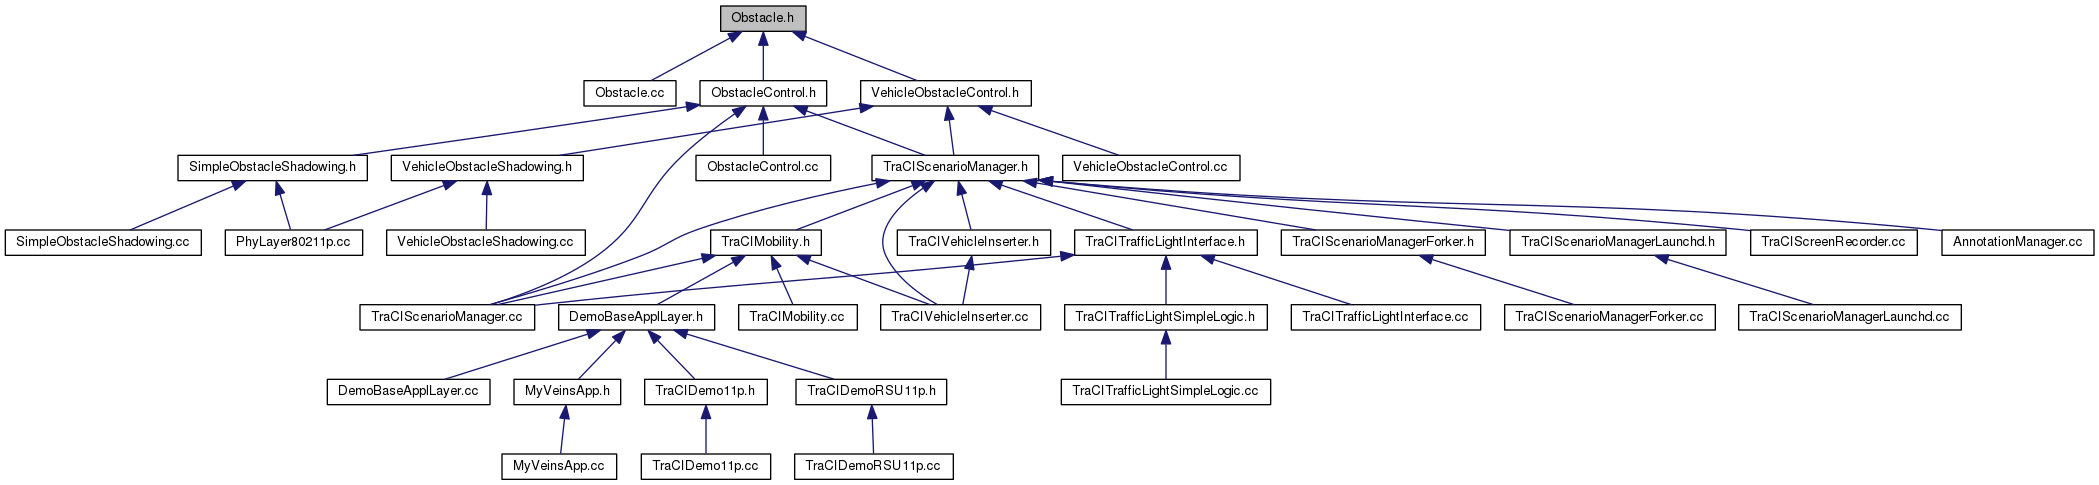 Obstacle.h
Obstacle.cc
ObstacleControl.h
VehicleObstacleControl.h
SimpleObstacleShadowing.h
VehicleObstacleShadowing.h
ObstacleControl.cc
TraCIScenarioManager.h
VehicleObstacleControl.cc
SimpleObstacleShadowing.cc
PhyLayer80211p.cc
VehicleObstacleShadowing.cc
TraCIMobility.h
TraCIVehicleInserter.h
TraCITrafficLightInterface.h
TraCIScenarioManagerForker.h
TraCIScenarioManagerLaunchd.h
TraCIScreenRecorder.cc
AnnotationManager.cc
TraCIScenarioManager.cc
DemoBaseApplLayer.h
TraCIMobility.cc
TraCIVehicleInserter.cc
TraCITrafficLightSimpleLogic.h
TraCITrafficLightInterface.cc
TraCIScenarioManagerForker.cc
TraCIScenarioManagerLaunchd.cc
DemoBaseApplLayer.cc
MyVeinsApp.h
TraCIDemo11p.h
TraCIDemoRSU11p.h
TraCITrafficLightSimpleLogic.cc
MyVeinsApp.cc
TraCIDemo11p.cc
TraCIDemoRSU11p.cc